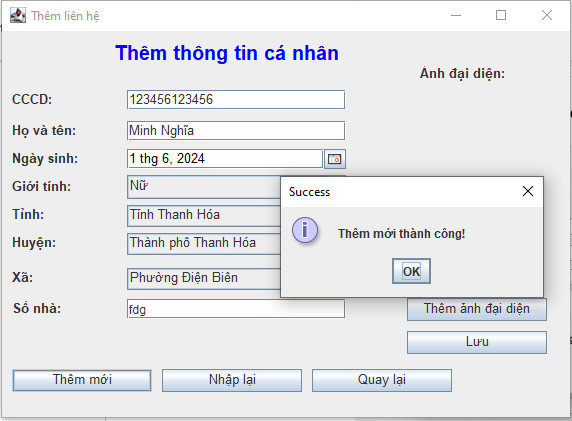 Thêm liên hệ
Thêm thông tin cá nhân
Ảnh đại diện:
CCCD: 123456123456
Họ và tên: Minh Nghĩa
Ngày sinh: 1 thg 6, 2024
Giới tính: Nữ
Success
Tỉnh: Tỉnh Thanh Hóa
Thêm mới thành công!
Huyện: Thành phố Thanh Hóa
OK
Xã: Phường Điện Biên
Số nhà: fdg
Thêm ảnh đại diện
Lưu
Thêm mới Nhập lại Quay lại